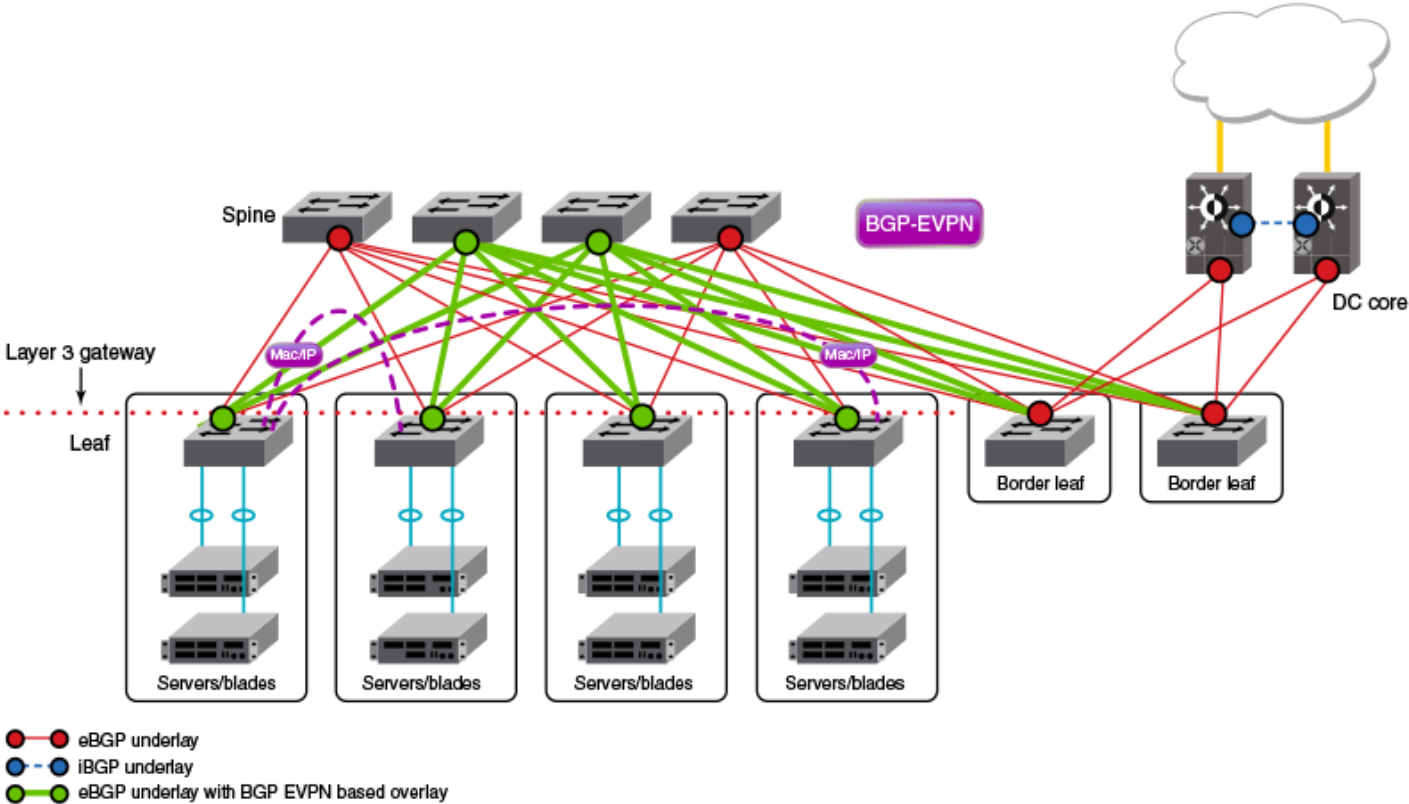 Spine
BGP-EVPN
DC core
Layer 3 gateway
Mac/IP
Mac/IP
Leaf
Border leaf
Border leaf
Servers/blades
Servers/blades
Servers/blades
Servers/blades
eBGP underlay
iBGP underlay
eBGP underlay with BGP EVPN based overlay